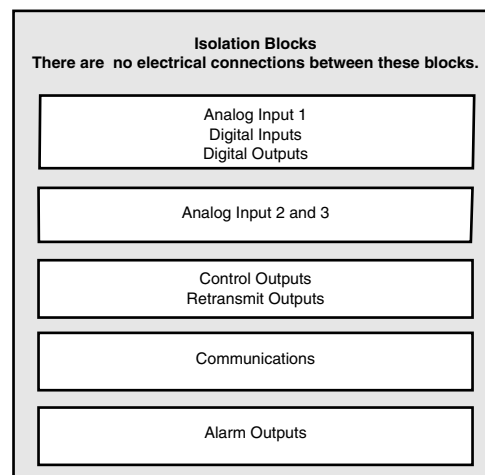 Isolation Blocks
There are no electrical connections between these blocks.
Analog Input 1
Digital Inputs
Digital Outputs
Analog Input 2 and 3
Control Outputs
Retransmit Outputs
Communications
Alarm Outputs